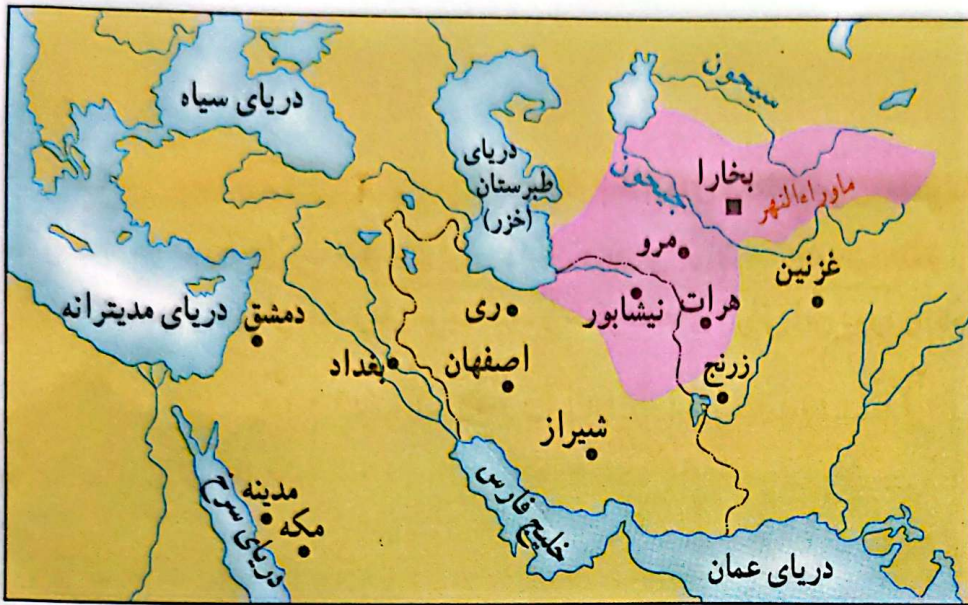 دریای سیاه
دریای
طبرستان
(خزر)
سیحون
جیحون
بخارا
ماوراءالنهر
مرو
غزنین
هرات
نیشابور
ری
دریای مدیترانه
دمشق
بغداد
اصفهان
زرنج
شیراز
مدینه
مکه
دریای سرخ
خلیج فارس
دریای عمان